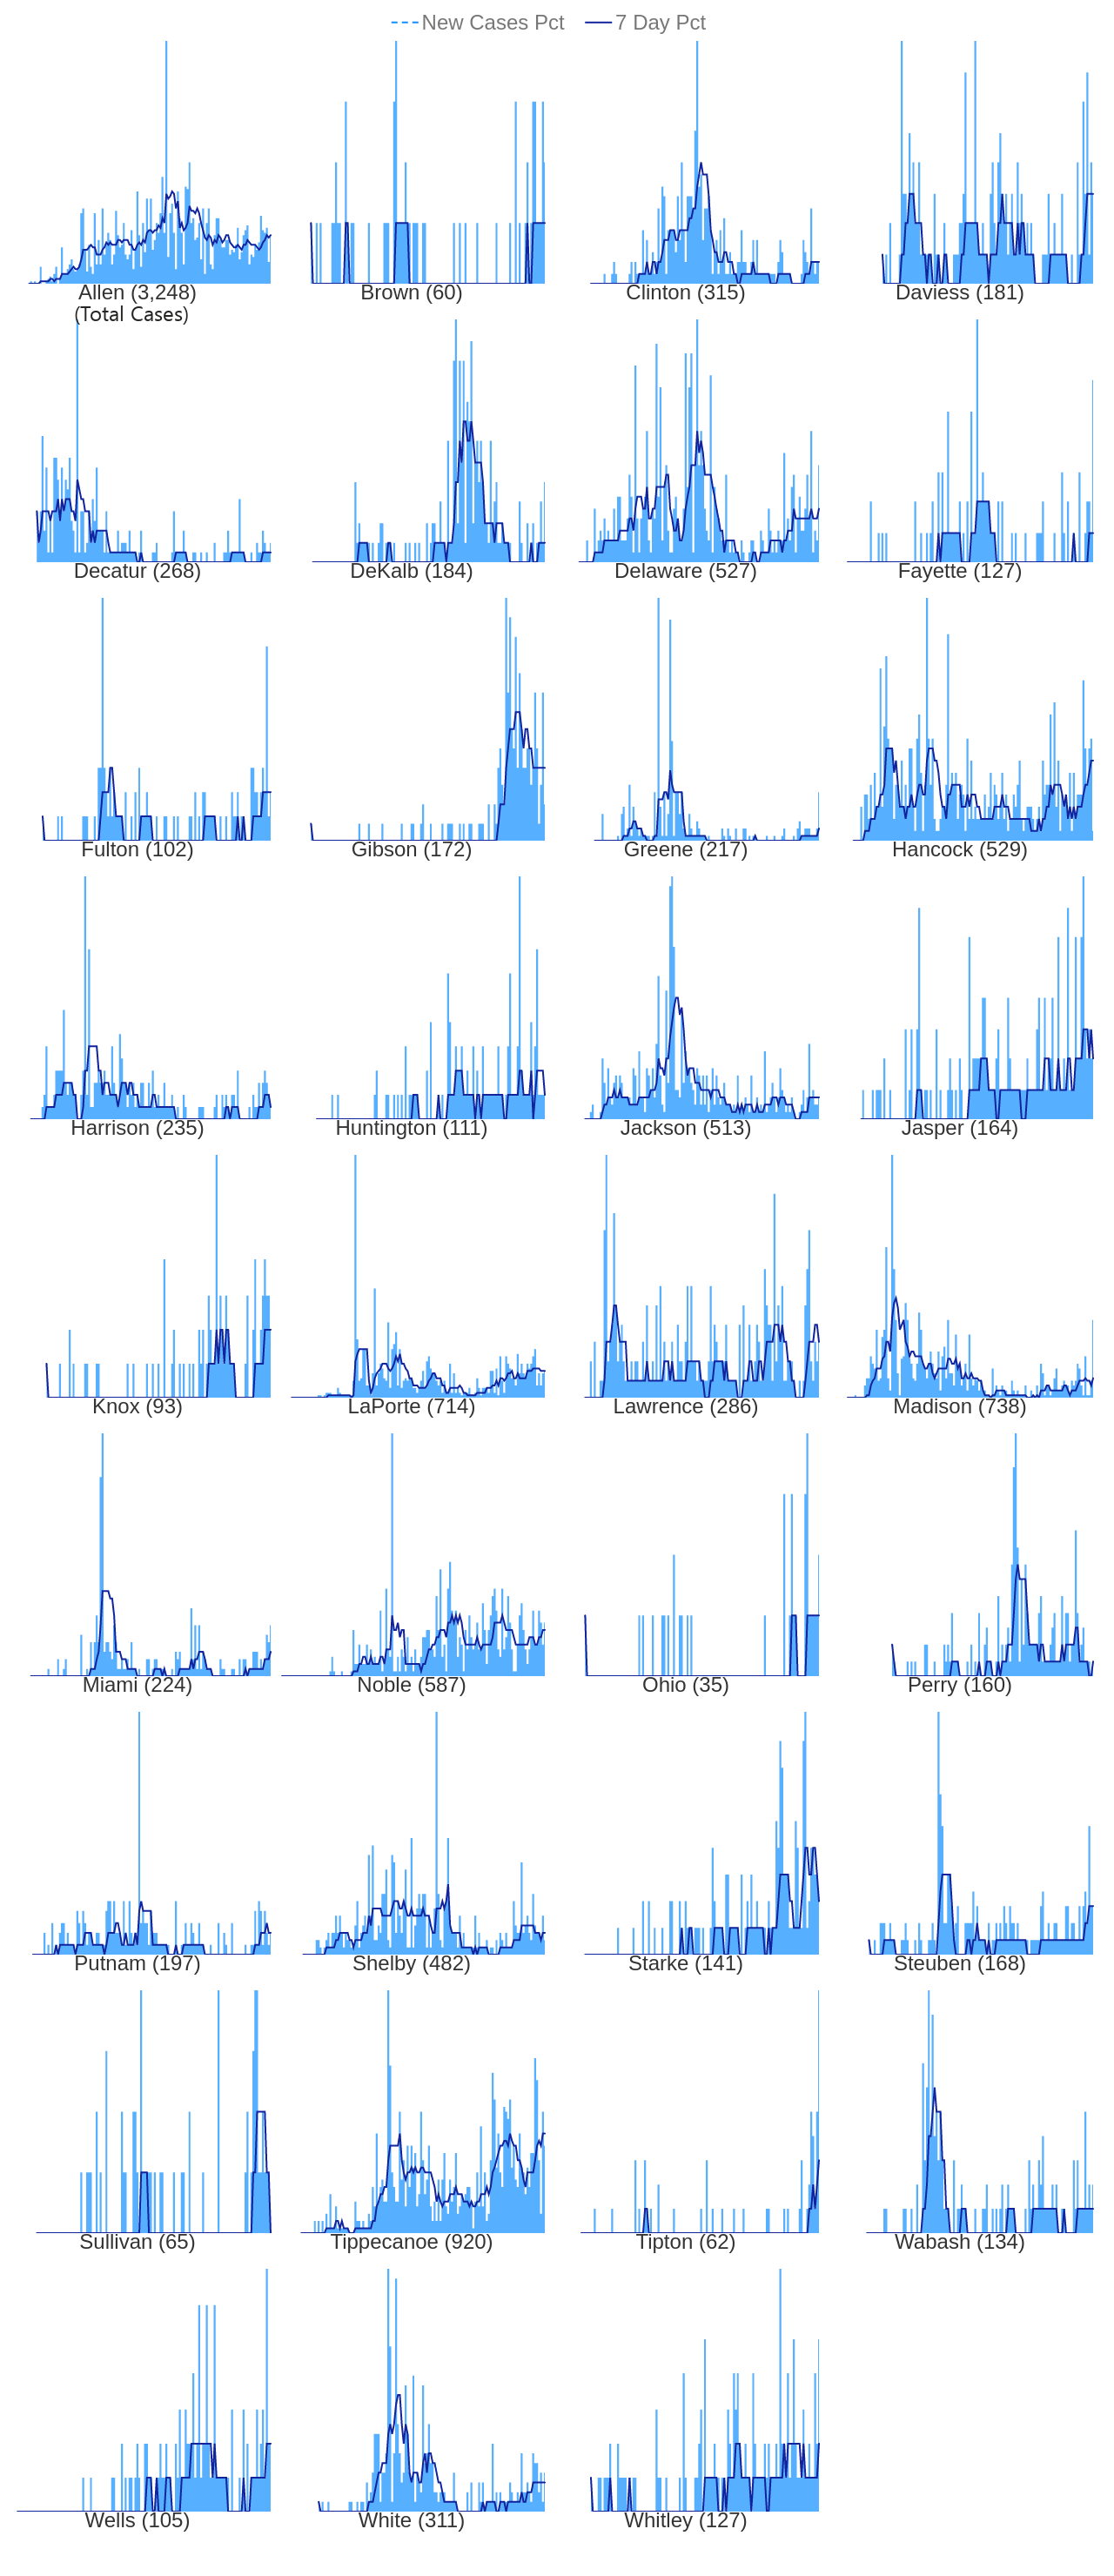 New Cases Pct 7 Day Pct
Allen (3,248) Brown (60) Clinton (315) Daviess (181)
(Total Cases)
Decatur (268) DeKalb (184) Delaware (527) Fayette (127)
Fulton (102) Gibson (172) Greene (217) Hancock (529)
Harrison (235) Huntington (111) Jackson (513) Jasper (164)
Knox (93) LaPorte (714) Lawrence (286) Madison (738)
Miami (224) Noble (587) Ohio (35) Perry (160)
Putnam (197) Shelby (482) Starke (141) Steuben (168)
Sullivan (65) Tippecanoe (920) Tipton (62) Wabash (134)
Wells (105) White (311) Whitley (127)